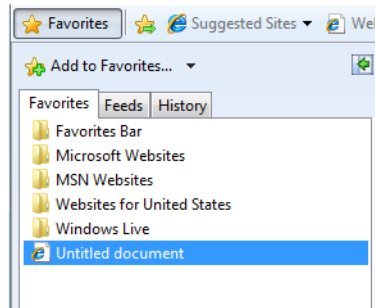 Favorites Suggested Sites
Add to Favorites...
Favorites Feeds History
Favorites Bar
Microsoft Websites
MSN Websites
Websites for United States
Windows Live
Untitled document